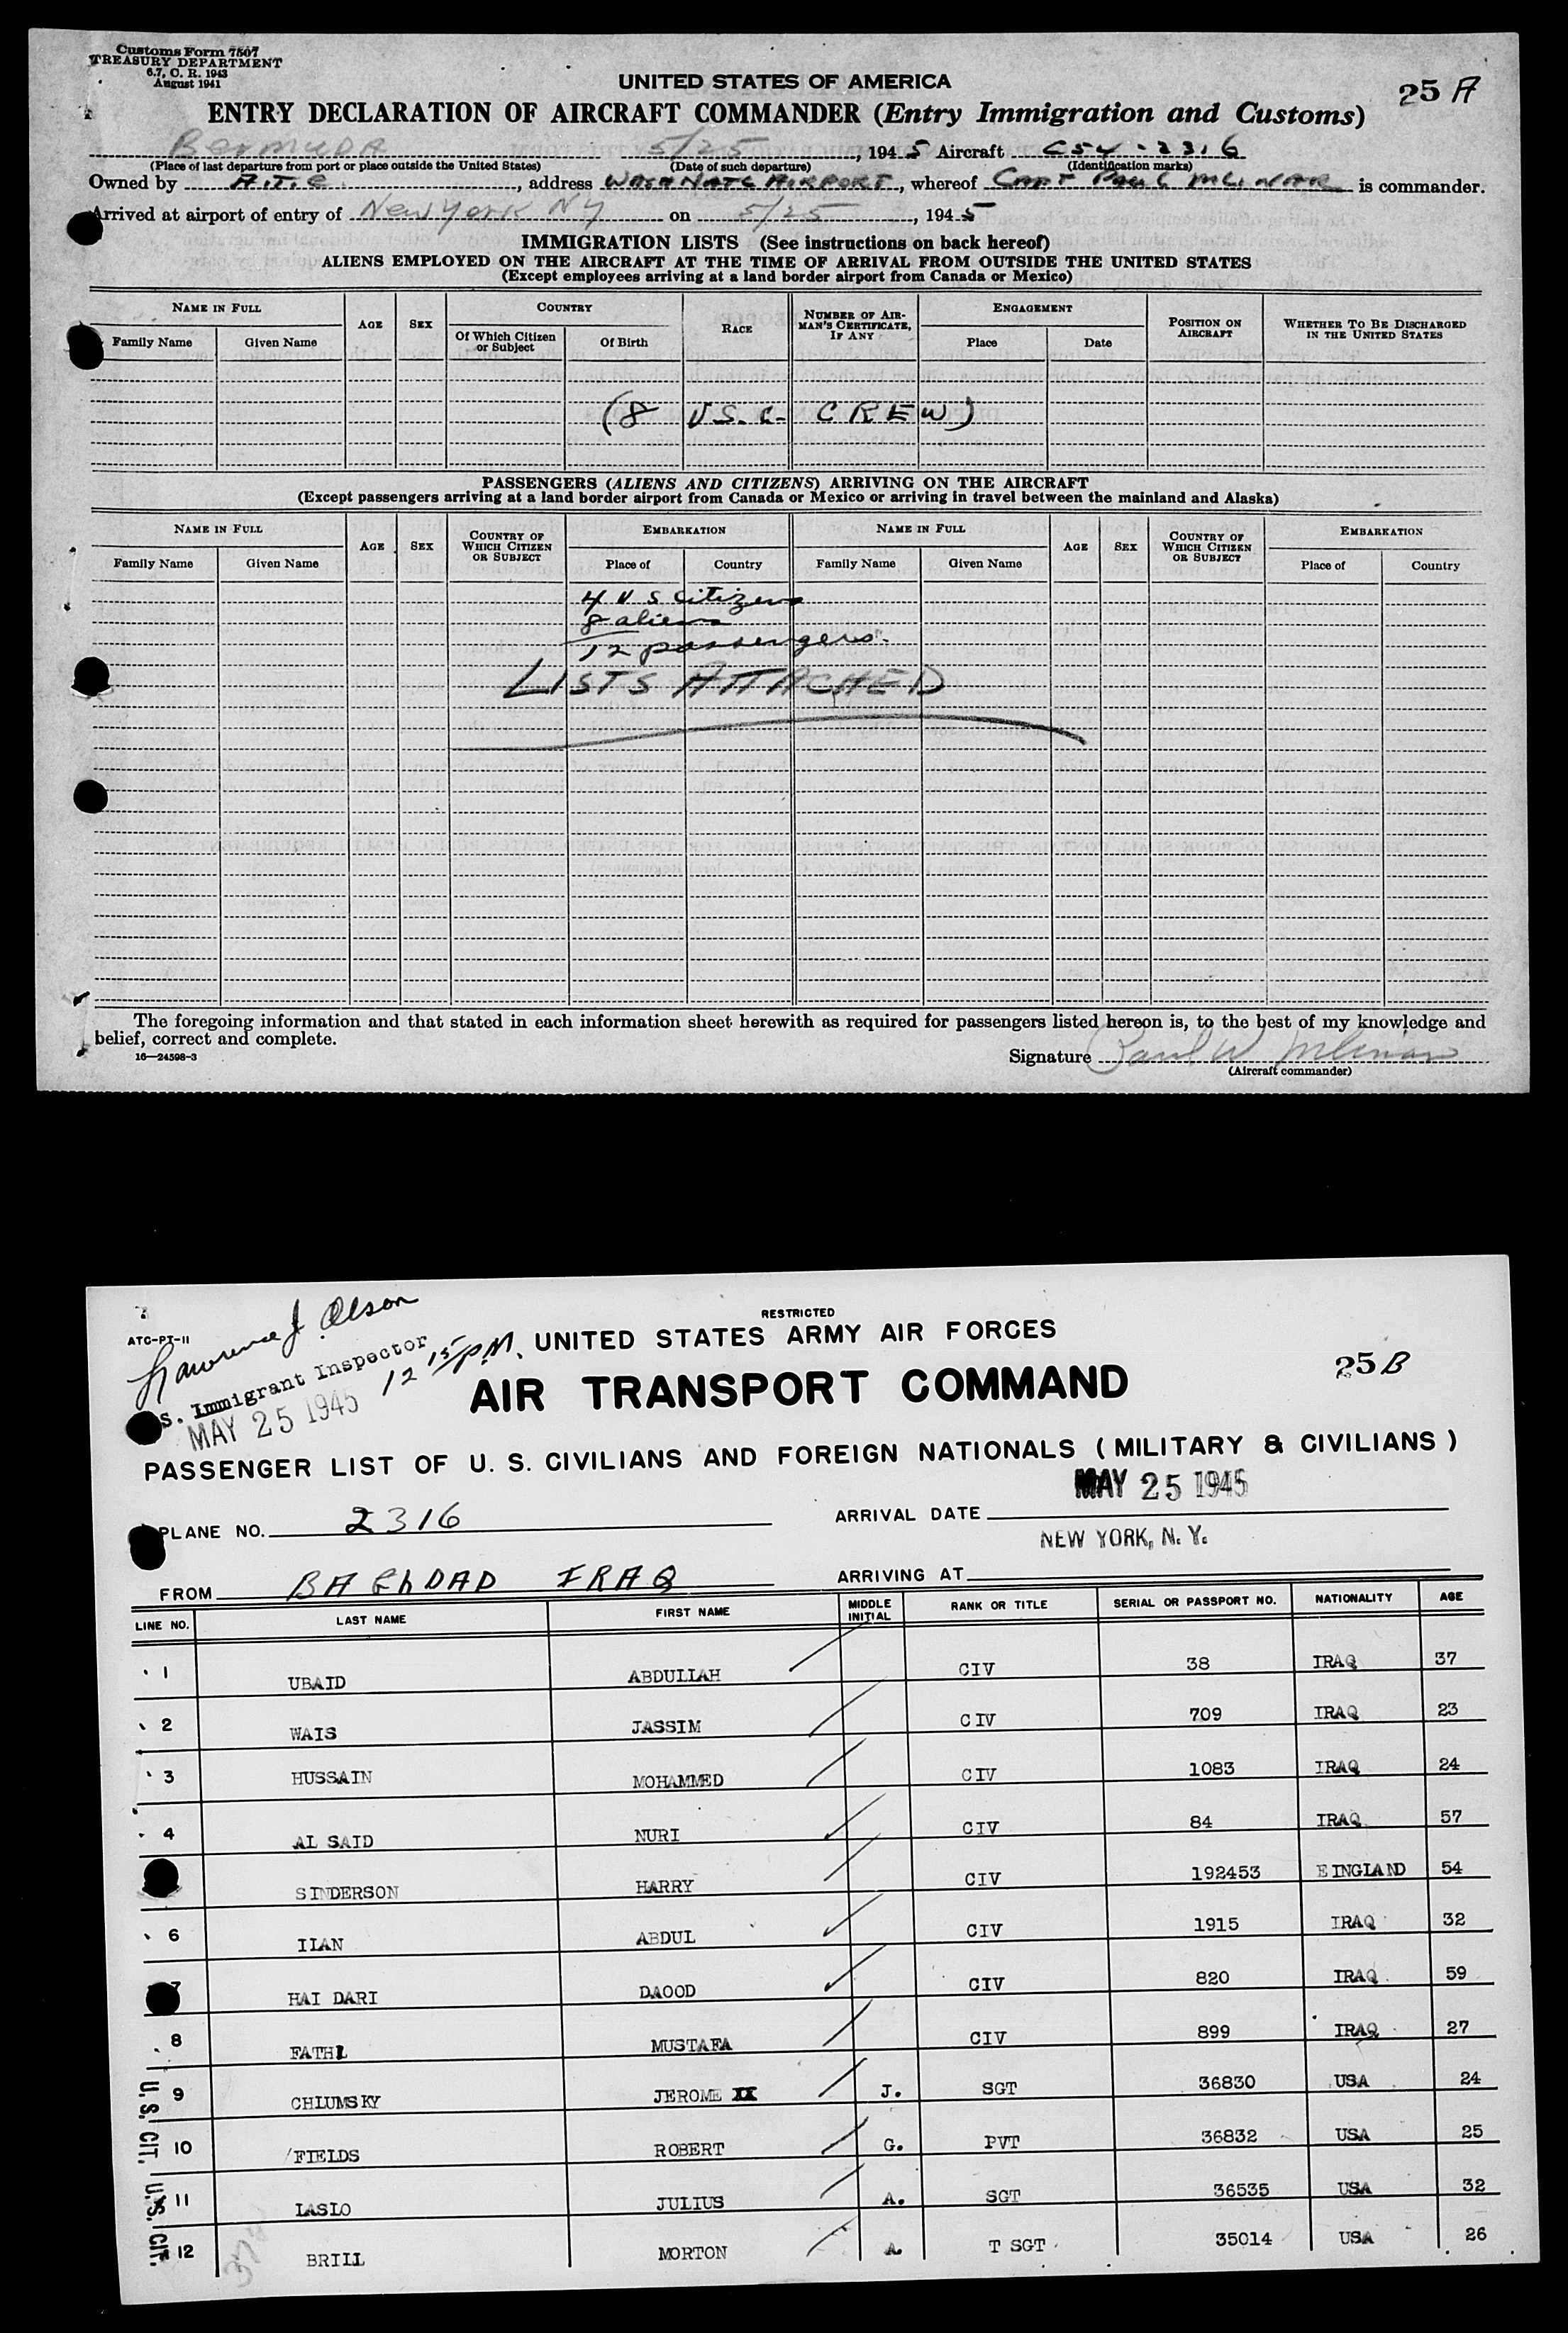 Customs Form 7507
TREASURY DEPARTMENT
6.7, C. R. 1943
August 1941
UNITED STATES OF AMERICA
25 A
ENTRY DECLARATION OF AIRCRAFT COMMANDER (Entry Immigration and Customs)
BERMUDA 5/25, 1945 Aircraft C54-2316
(Place of last departure from port or place outside the United States) (Date of such departure) (Identification marks)
Owned by A.T.C., address WASH NATL AIRPORT, whereof CAPT PAUL MLINAR is commander.
Arrived at airport of entry of New York NY on 5/25, 1945
IMMIGRATION LISTS (See instructions on back hereof)
ALIENS EMPLOYED ON THE AIRCRAFT AT THE TIME OF ARRIVAL FROM OUTSIDE THE UNITED STATES
(Except employees arriving at a land border airport from Canada or Mexico)
NAME IN FULL AGE SEX COUNTRY RACE NUMBER OF AIRMAN'S CERTIFICATE, IF ANY ENGAGEMENT POSITION ON AIRCRAFT WHETHER TO BE DISCHARGED IN THE UNITED STATES
Family Name Given Name Of Which Citizen or Subject Of Birth Place Date
(8 U.S.C. CREW)
PASSENGERS (ALIENS AND CITIZENS) ARRIVING ON THE AIRCRAFT
(Except passengers arriving at a land border airport from Canada or Mexico or arriving in travel between the mainland and Alaska)
NAME IN FULL AGE SEX COUNTRY OF WHICH CITIZEN OR SUBJECT EMBARKATION NAME IN FULL AGE SEX COUNTRY OF WHICH CITIZEN OR SUBJECT EMBARKATION
Family Name Given Name Place of Country Family Name Given Name Place of Country
4 U S Citizens
8 aliens
12 passengers.
LISTS ATTACHED
The foregoing information and that stated in each information sheet herewith as required for passengers listed hereon is, to the best of my knowledge and
belief, correct and complete.
16—24598-3
Signature Paul W Mlinar
(Aircraft commander)
RESTRICTED
ATC-PT-11
Lawrence J. Olson
S. Immigrant Inspector
MAY 25 1945
12 15 P.M.
UNITED STATES ARMY AIR FORCES
25 B
AIR TRANSPORT COMMAND
PASSENGER LIST OF U. S. CIVILIANS AND FOREIGN NATIONALS (MILITARY & CIVILIANS)
PLANE NO. 2316 ARRIVAL DATE MAY 25 1945
NEW YORK, N. Y.
FROM BAGHDAD IRAQ ARRIVING AT
LINE NO. LAST NAME FIRST NAME MIDDLE INITIAL RANK OR TITLE SERIAL OR PASSPORT NO. NATIONALITY AGE
1 UBAID ABDULLAH CIV 38 IRAQ 37
2 WAIS JASSIM CIV 709 IRAQ 23
3 HUSSAIN MOHAMMED CIV 1083 IRAQ 24
4 AL SAID NURI CIV 84 IRAQ 57
SINDERSON HARRY CIV 192453 E INGLAND 54
6 ILAN ABDUL CIV 1915 IRAQ 32
7 HAI DARI DAOOD CIV 820 IRAQ 59
8 FATHI MUSTAFA CIV 899 IRAQ 27
9 CHLUMSKY JEROME J. SGT 36830 USA 24
10 FIELDS ROBERT G. PVT 36832 USA 25
11 LASLO JULIUS A. SGT 36535 USA 32
12 BRILL MORTON A. T SGT 35014 USA 26
U.S. CIT.
U.S. CIT.